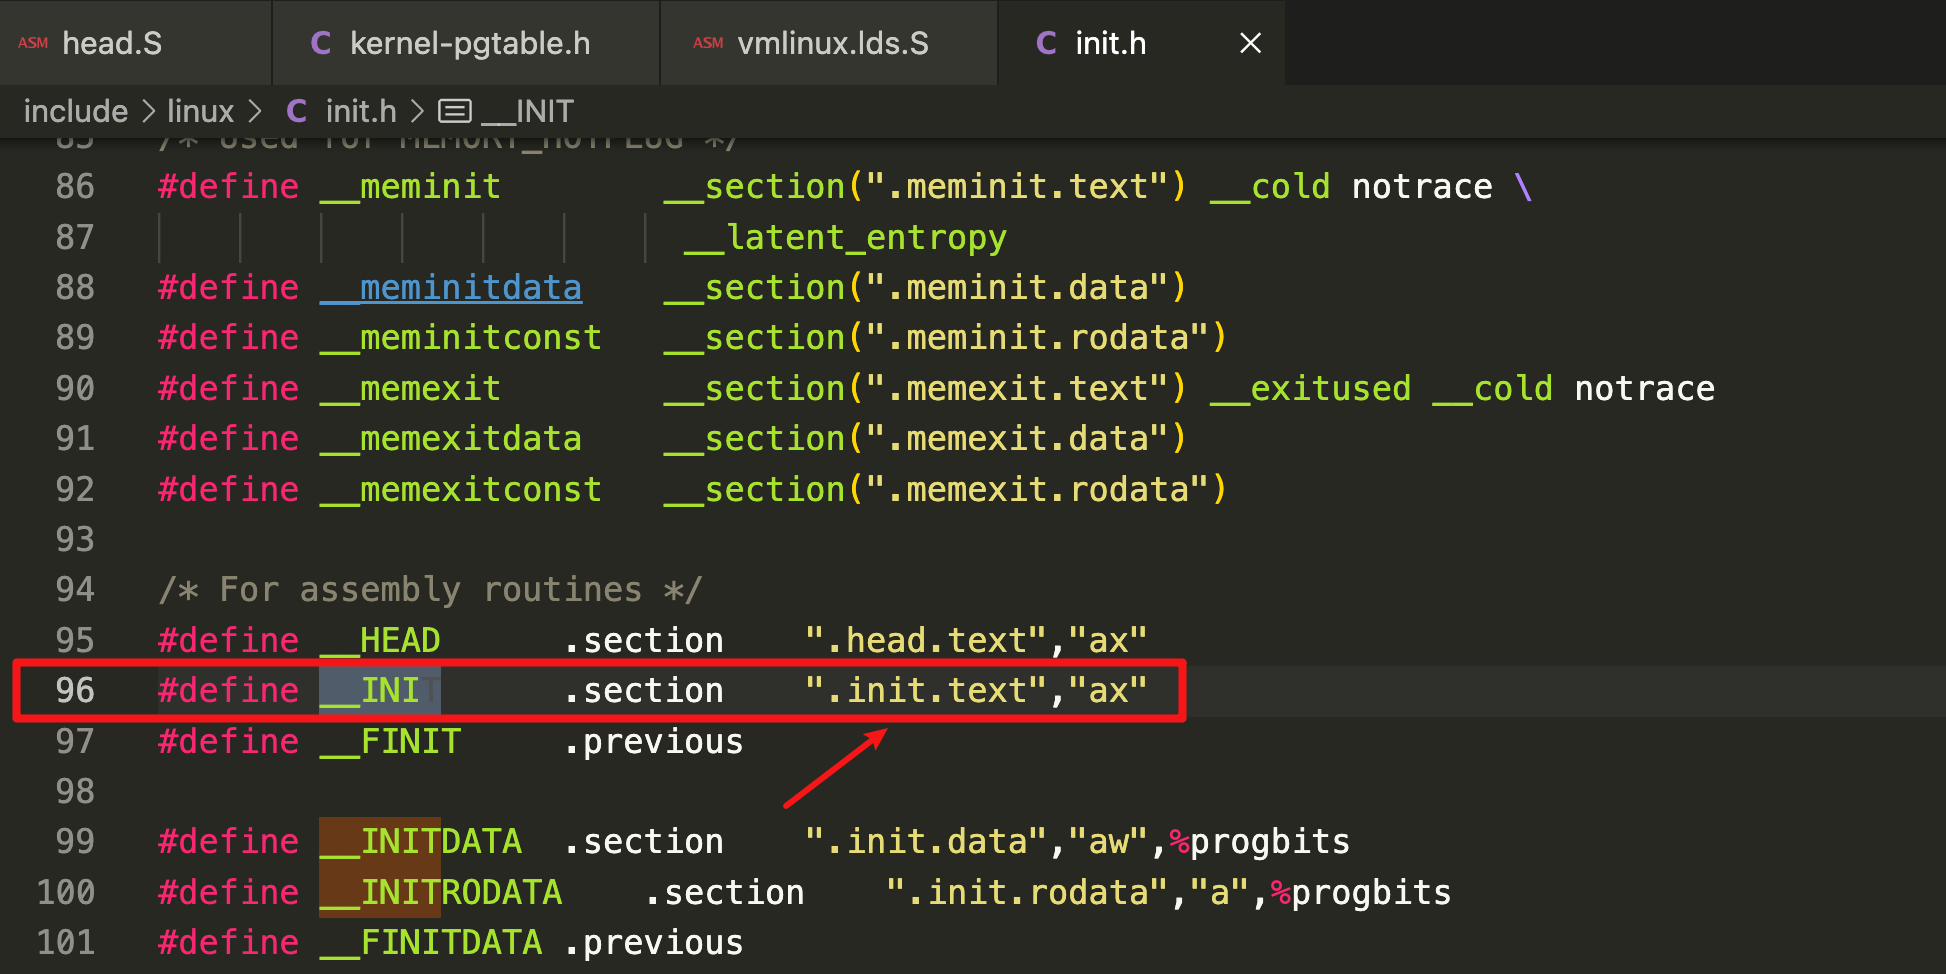 ASM head.S C kernel-pgtable.h ASM vmlinux.lds.S C init.h ×
include > linux > C init.h > __INIT
85 /* Used for MEMORY_HOTPLUG */
86 #define __meminit __section(".meminit.text") __cold notrace \
87 __latent_entropy
88 #define __meminitdata __section(".meminit.data")
89 #define __meminitconst __section(".meminit.rodata")
90 #define __memexit __section(".memexit.text") __exitused __cold notrace
91 #define __memexitdata __section(".memexit.data")
92 #define __memexitconst __section(".memexit.rodata")
93
94 /* For assembly routines */
95 #define __HEAD .section ".head.text","ax"
96 #define __INIT .section ".init.text","ax"
97 #define __FINIT .previous
98
99 #define __INITDATA .section ".init.data","aw",%progbits
100 #define __INITRODATA .section ".init.rodata","a",%progbits
101 #define __FINITDATA .previous